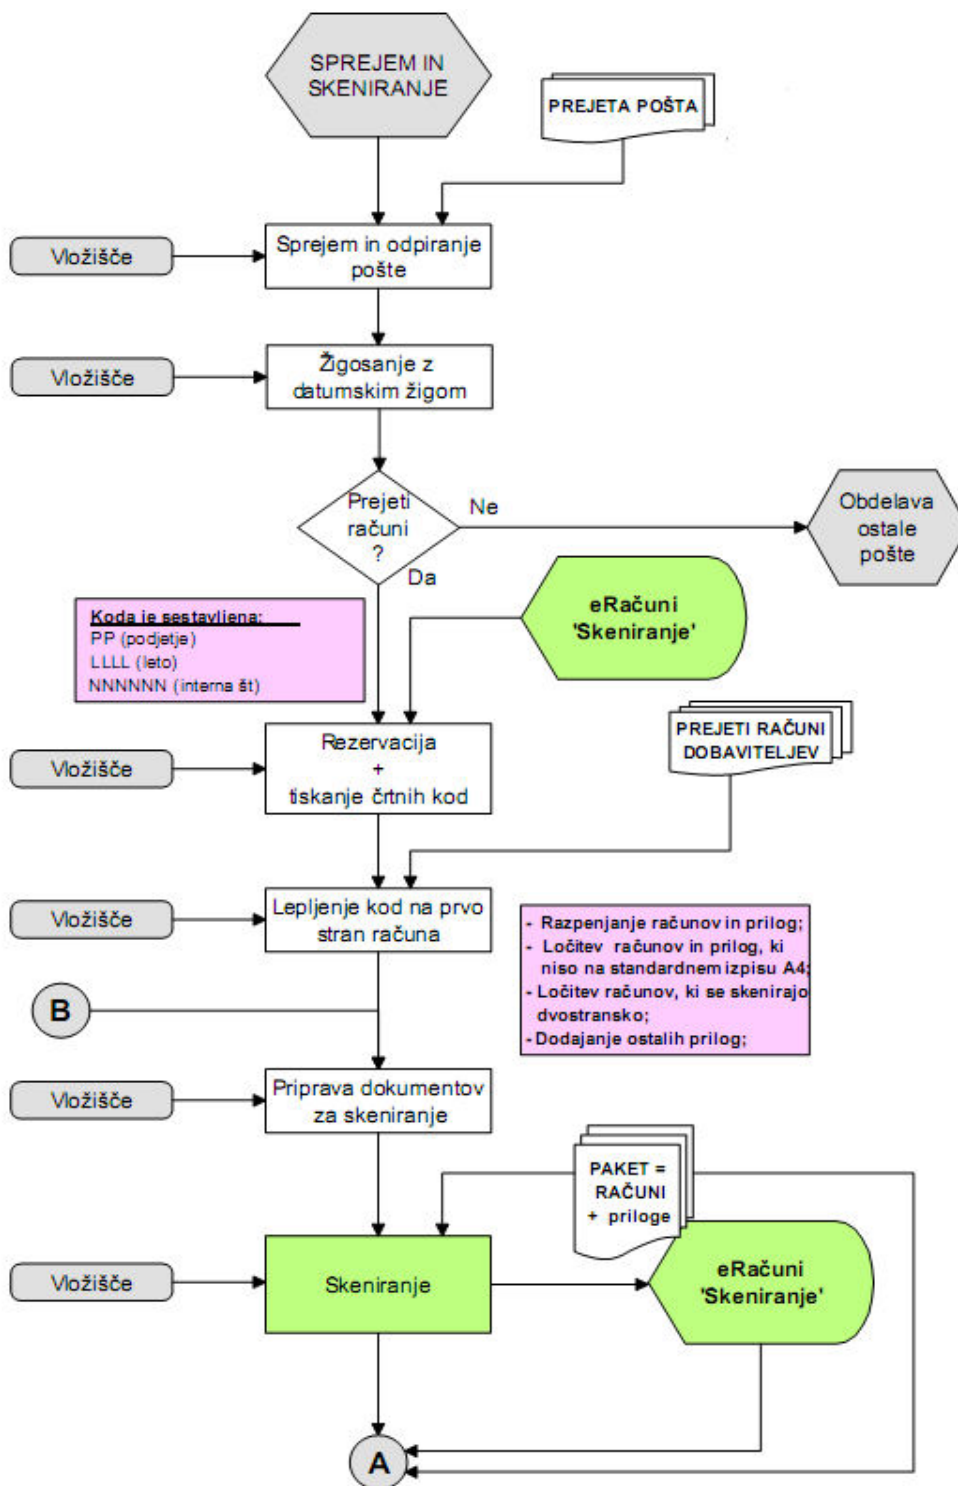 SPREJEM IN
SKENIRANJE
PREJETA POŠTA
Vložišče
Sprejem in odpiranje
pošte
Vložišče
Žigosanje z
datumskim žigom
Prejeti
računi
?
Ne
Obdelava
ostale
pošte
Da
eRačuni
'Skeniranje'
Koda je sestavljena:
PP (podjetje)
LLLL (leto)
NNNNNN (interna št)
PREJETI RAČUNI
DOBAVITELJEV
Vložišče
Rezervacija
+
tiskanje črtnih kod
Vložišče
Lepljenje kod na prvo
stran računa
- Razpenjanje računov in prilog;
- Ločitev računov in prilog, ki
niso na standardnem izpisu A4;
- Ločitev računov, ki se skenirajo
dvostransko;
- Dodajanje ostalih prilog;
B
Vložišče
Priprava dokumentov
za skeniranje
PAKET =
RAČUNI
+ priloge
Vložišče
Skeniranje
eRačuni
'Skeniranje'
A